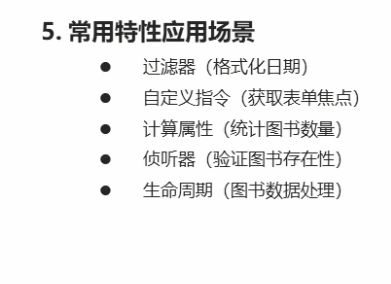 5. 常用特性应用场景
● 过滤器（格式化日期）
● 自定义指令（获取表单焦点）
● 计算属性（统计图书数量）
● 侦听器（验证图书存在性）
● 生命周期（图书数据处理）